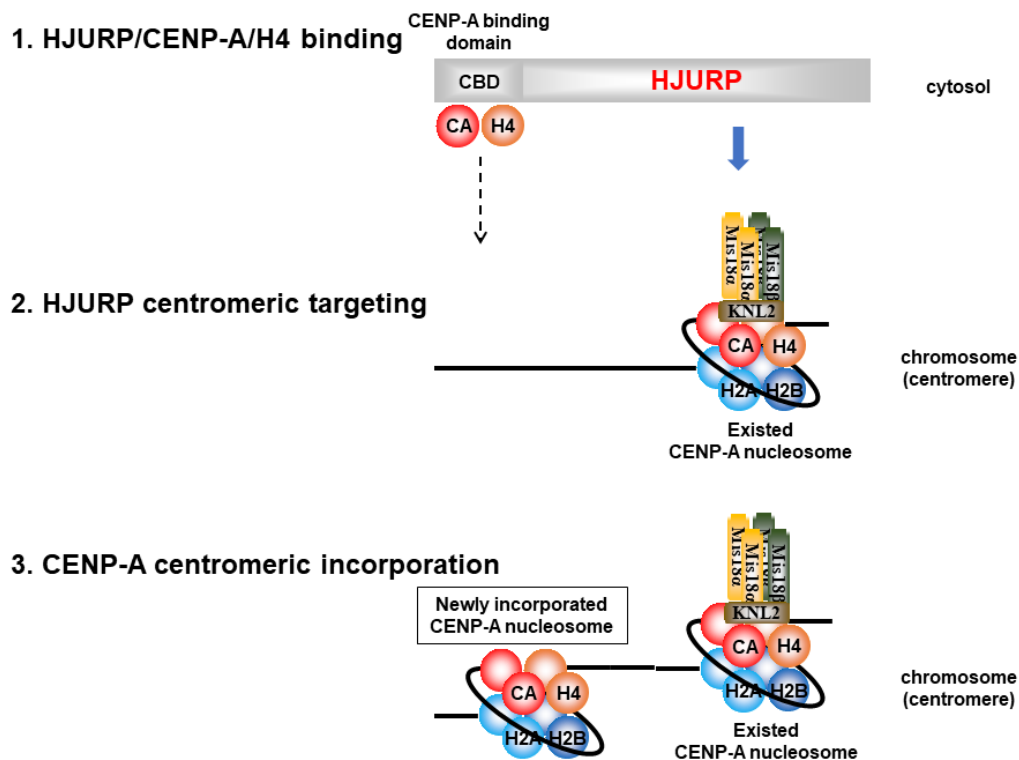 CENP-A binding
domain
1. HJURP/CENP-A/H4 binding
CBD
HJURP
cytosol
CA
H4
Mis18α
Mis18α
Mis18β
KNL2
2. HJURP centromeric targeting
CA
H4
chromosome
(centromere)
H2A
H2B
Existed
CENP-A nucleosome
3. CENP-A centromeric incorporation
Mis18α
Mis18α
Mis18β
Newly incorporated
CENP-A nucleosome
KNL2
CA
H4
chromosome
(centromere)
H2A
H2B
CA
H4
H2A
H2B
Existed
CENP-A nucleosome